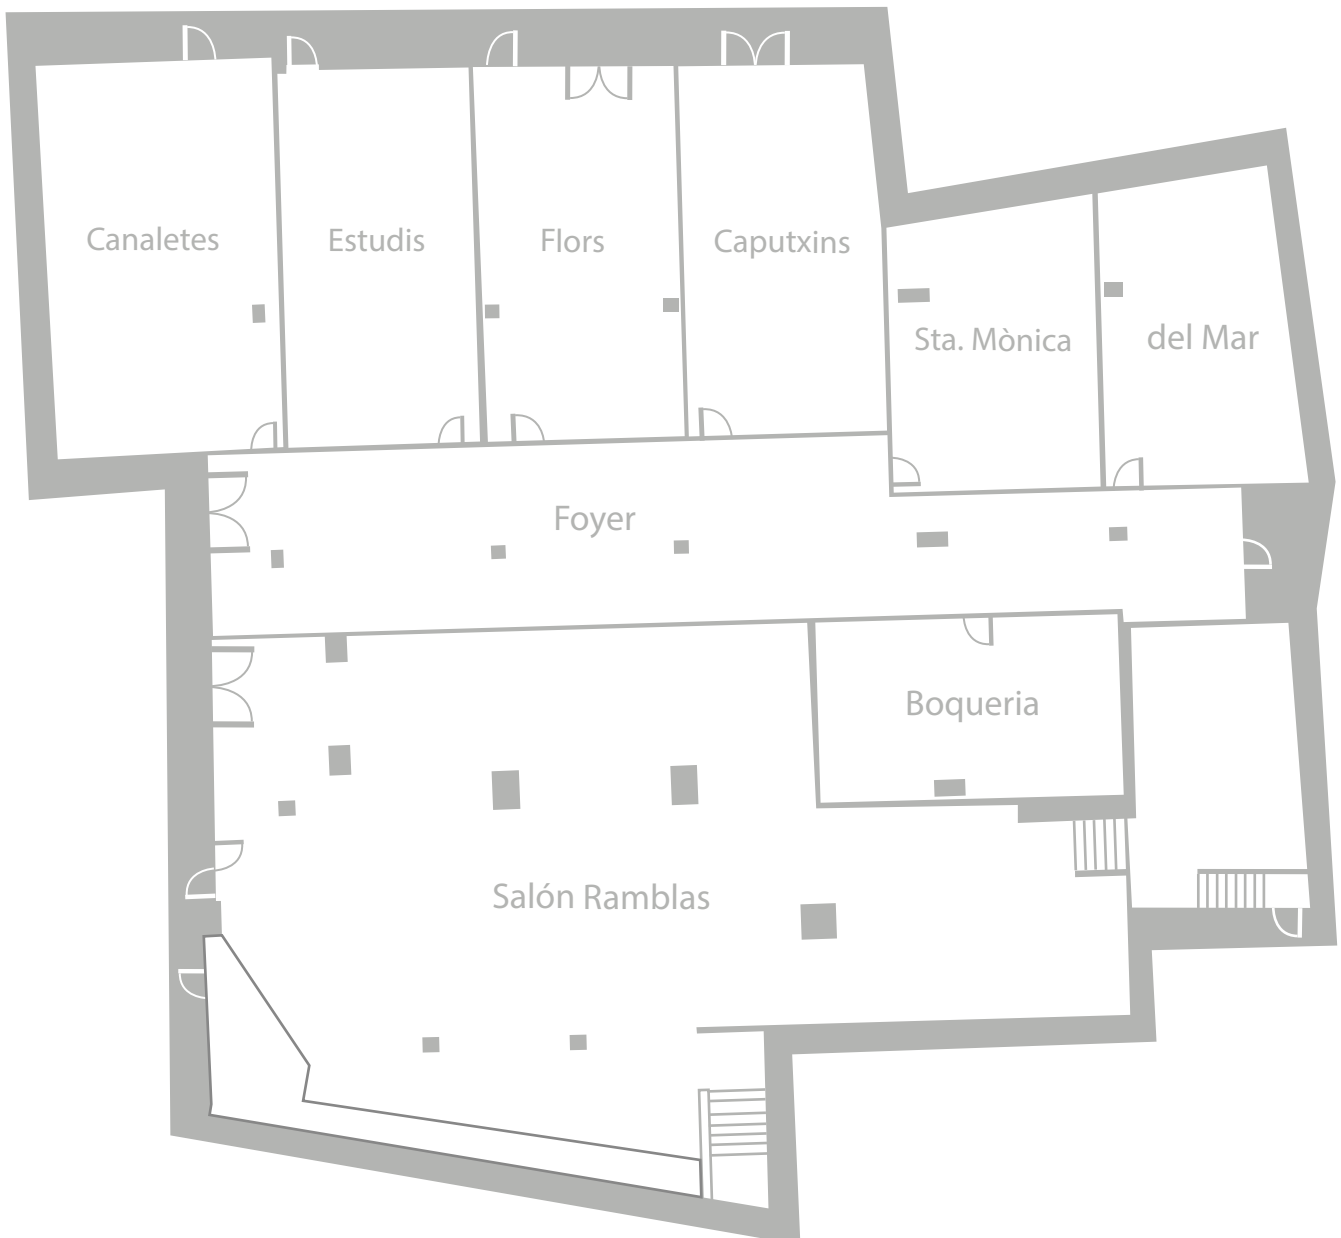 Canaletes
Estudis
Flors
Caputxins
Sta. Mònica
del Mar
Foyer
Boqueria
Salón Ramblas